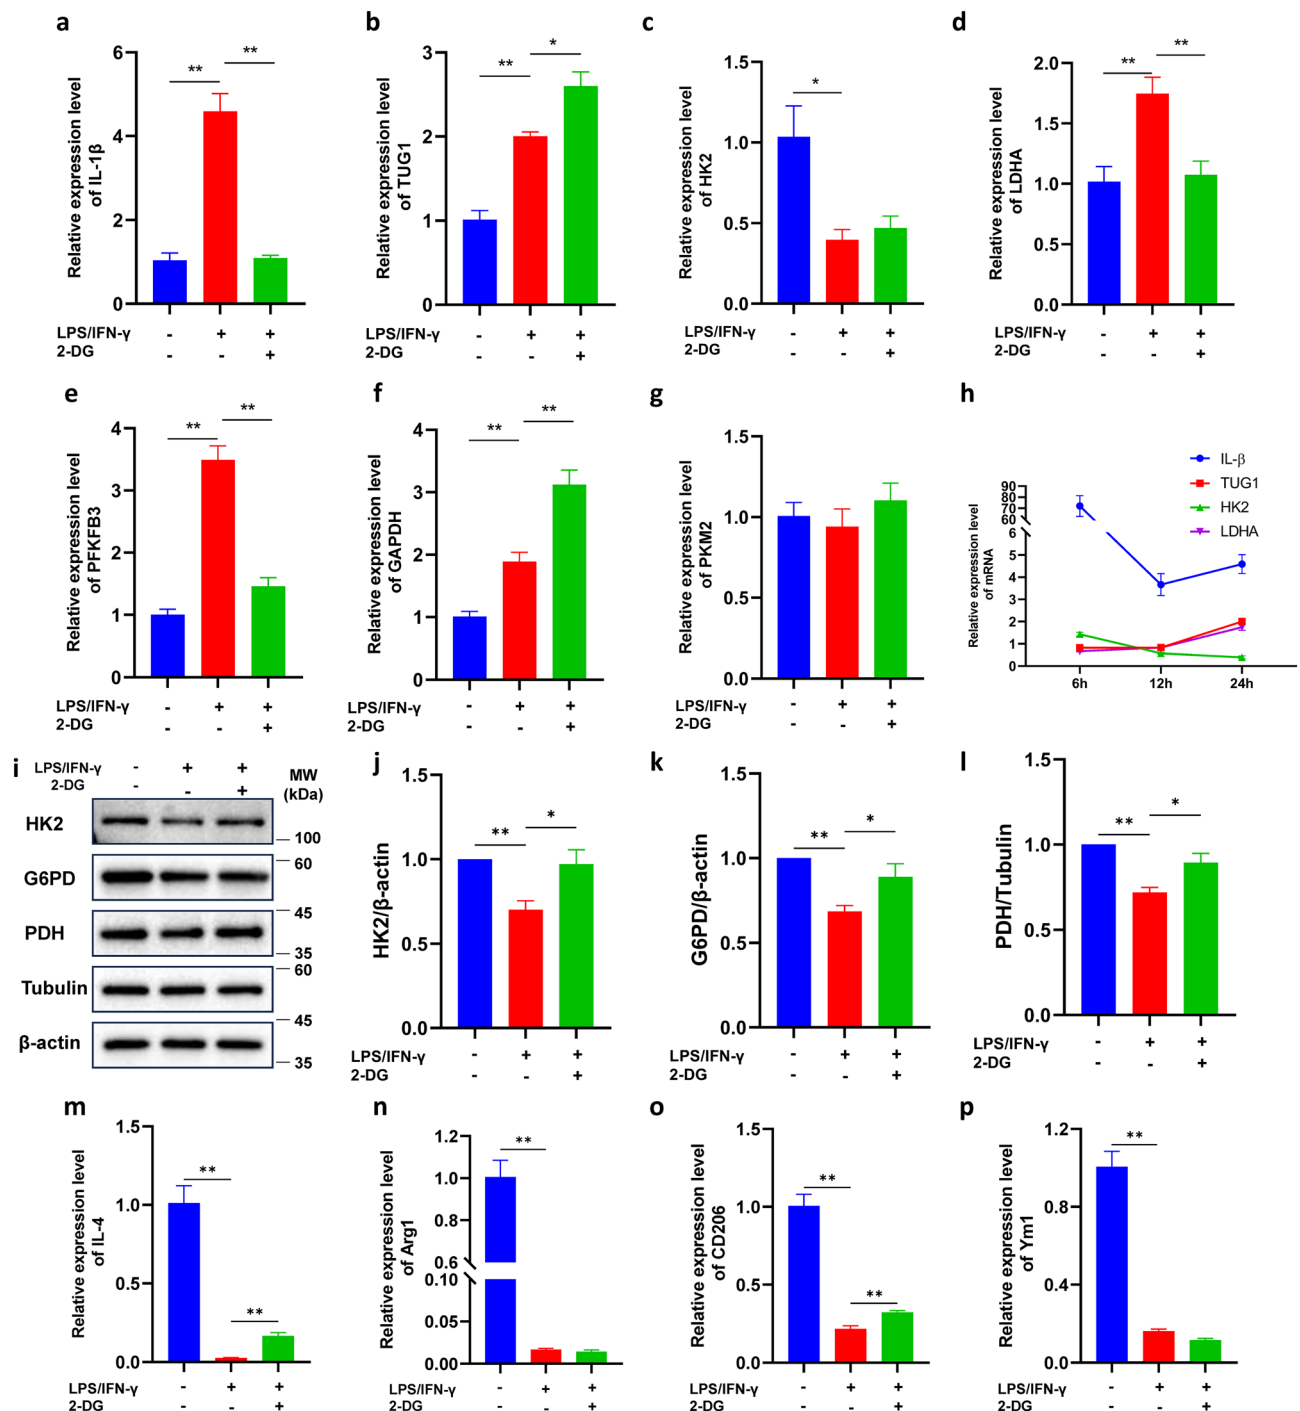 a
Relative expression level
of IL-1β
6
4
2
0
**
**
LPS/IFN-γ - + +
2-DG - - +
b
Relative expression level
of TUG1
3
2
1
0
**
*
LPS/IFN-γ - + +
2-DG - - +
c
Relative expression level
of HK2
1.5
1.0
0.5
0.0
*
LPS/IFN-γ - + +
2-DG - - +
d
Relative expression level
of LDHA
2.0
1.5
1.0
0.5
0.0
**
**
LPS/IFN-γ - + +
2-DG - - +
e
Relative expression level
of PFKFB3
4
3
2
1
0
**
**
LPS/IFN-γ - + +
2-DG - - +
f
Relative expression level
of GAPDH
4
3
2
1
0
**
**
LPS/IFN-γ - + +
2-DG - - +
g
Relative expression level
of PKM2
1.5
1.0
0.5
0.0
LPS/IFN-γ - + +
2-DG - - +
h
Relative expression level
of mRNA
90
80
70
60
6
5
4
3
2
1
0
IL-β
TUG1
HK2
LDHA
6h 12h 24h
i
LPS/IFN-γ - + +
2-DG - - +
MW
(kDa)
HK2
100
G6PD
60
PDH
45
35
Tubulin
60
β-actin
45
35
j
HK2/β-actin
1.5
1.0
0.5
0.0
**
*
LPS/IFN-γ - + +
2-DG - - +
k
G6PD/β-actin
1.5
1.0
0.5
0.0
**
*
LPS/IFN-γ - + +
2-DG - - +
l
PDH/Tubulin
1.5
1.0
0.5
0.0
**
*
LPS/IFN-γ - + +
2-DG - - +
m
Relative expression level
of IL-4
1.5
1.0
0.5
0.0
**
**
LPS/IFN-γ - + +
2-DG - - +
n
Relative expression level
of Arg1
1.2
1.0
0.8
0.6
0.10
0.05
0.00
**
LPS/IFN-γ - + +
2-DG - - +
o
Relative expression level
of CD206
1.5
1.0
0.5
0.0
**
**
LPS/IFN-γ - + +
2-DG - - +
p
Relative expression level
of Ym1
1.2
0.8
0.4
0.0
**
LPS/IFN-γ - + +
2-DG - - +